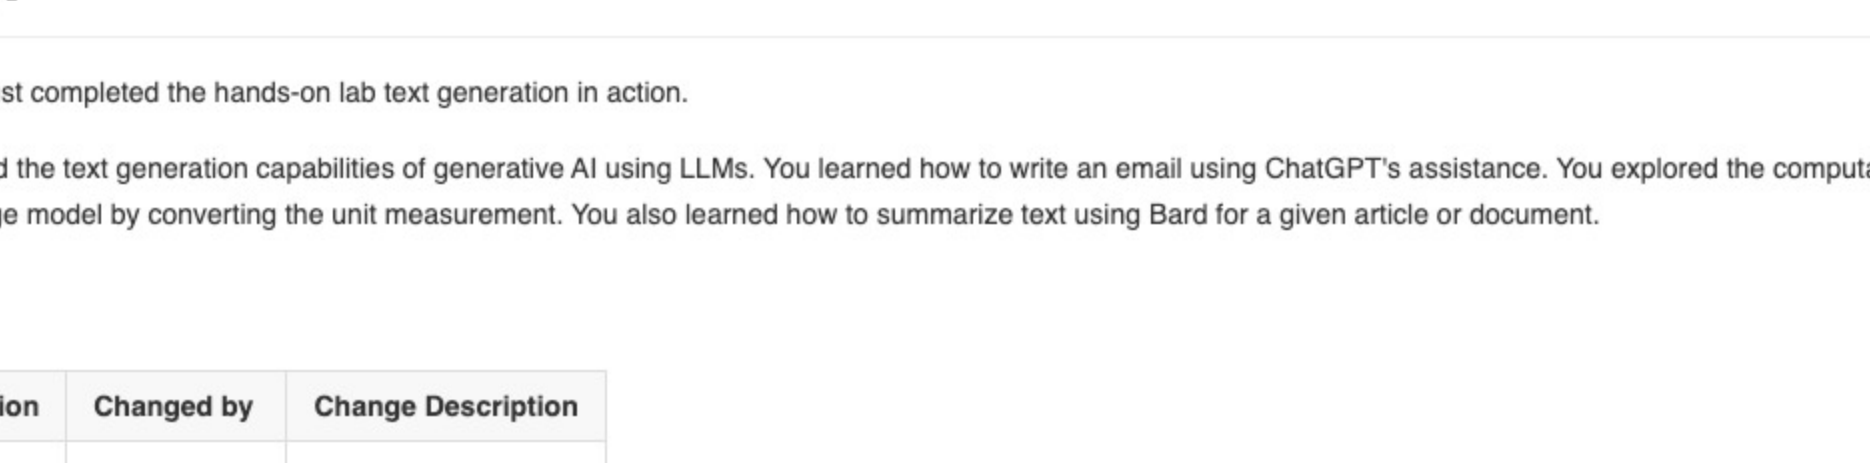 st completed the hands-on lab text generation in action.
d the text generation capabilities of generative AI using LLMs. You learned how to write an email using ChatGPT's assistance. You explored the computa
ge model by converting the unit measurement. You also learned how to summarize text using Bard for a given article or document.
ion Changed by Change Description